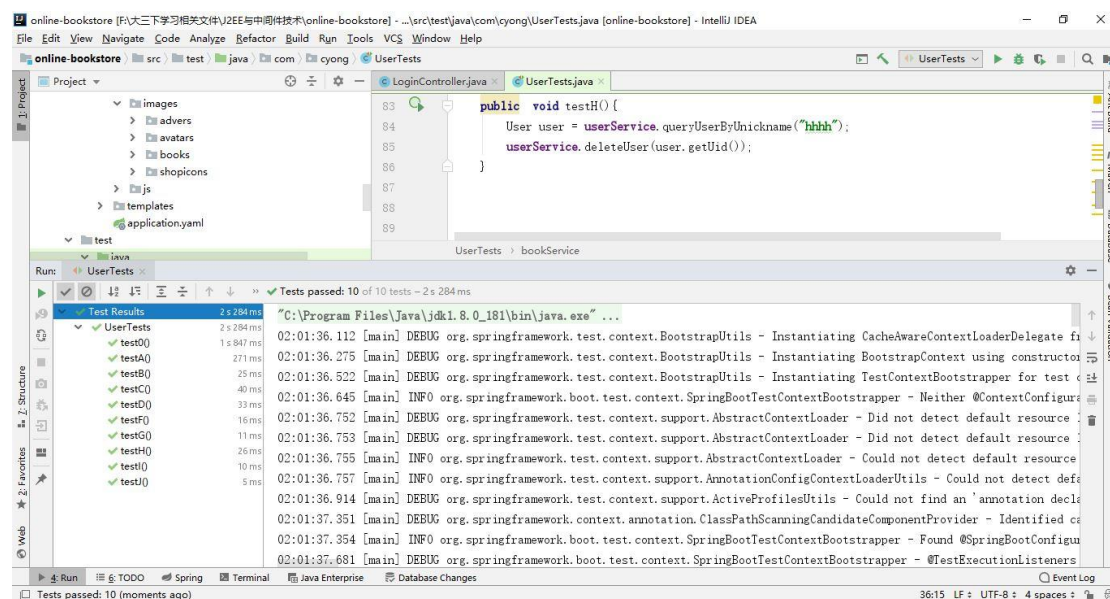 online-bookstore [F:\大三下学习相关文件\J2EE与中间件技术\online-bookstore] - ...\src\test\java\com\cyong\UserTests.java [online-bookstore] - IntelliJ IDEA
File Edit View Navigate Code Analyze Refactor Build Run Tools VCS Window Help
online-bookstore src test java com cyong UserTests
UserTests
Project
LoginController.java
UserTests.java
1: Project
images
advers
avatars
books
shopicons
js
templates
application.yaml
test
java
83 public void testH(){
84 User user = userService.queryUserByUnickname("hhhh");
85 userService.deleteUser(user.getUid());
86 }
87
88
89
UserTests > bookService
Run: UserTests
Tests passed: 10 of 10 tests – 2 s 284 ms
Test Results 2 s 284 ms
UserTests 2 s 284 ms
test0() 1 s 847 ms
testA() 271 ms
testB() 25 ms
testC() 40 ms
testD() 33 ms
testF() 16 ms
testG() 11 ms
testH() 26 ms
testI() 10 ms
testJ() 5 ms
"C:\Program Files\Java\jdk1.8.0_181\bin\java.exe" ...
02:01:36.112 [main] DEBUG org.springframework.test.context.BootstrapUtils - Instantiating CacheAwareContextLoaderDelegate
02:01:36.275 [main] DEBUG org.springframework.test.context.BootstrapUtils - Instantiating BootstrapContext using constructor
02:01:36.522 [main] DEBUG org.springframework.test.context.BootstrapUtils - Instantiating TestContextBootstrapper for test
02:01:36.645 [main] INFO org.springframework.boot.test.context.SpringBootTestContextBootstrapper - Neither @ContextConfigura
02:01:36.752 [main] DEBUG org.springframework.test.context.support.AbstractContextLoader - Did not detect default resource
02:01:36.753 [main] DEBUG org.springframework.test.context.support.AbstractContextLoader - Did not detect default resource
02:01:36.755 [main] INFO org.springframework.test.context.support.AbstractContextLoader - Could not detect default resource
02:01:36.757 [main] INFO org.springframework.test.context.support.AnnotationConfigContextLoaderUtils - Could not detect defa
02:01:36.914 [main] DEBUG org.springframework.test.context.support.ActiveProfilesUtils - Could not find an 'annotation decla
02:01:37.351 [main] DEBUG org.springframework.context.annotation.ClassPathScanningCandidateComponentProvider - Identified ca
02:01:37.354 [main] INFO org.springframework.boot.test.context.SpringBootTestContextBootstrapper - Found @SpringBootConfigu
02:01:37.681 [main] DEBUG org.springframework.boot.test.context.SpringBootTestContextBootstrapper - @TestExecutionListeners
Z: Structure
2: Favorites
Web
4: Run 6: TODO Spring Terminal Java Enterprise Database Changes Event Log
Tests passed: 10 (moments ago) 36:15 LF UTF-8 4 spaces